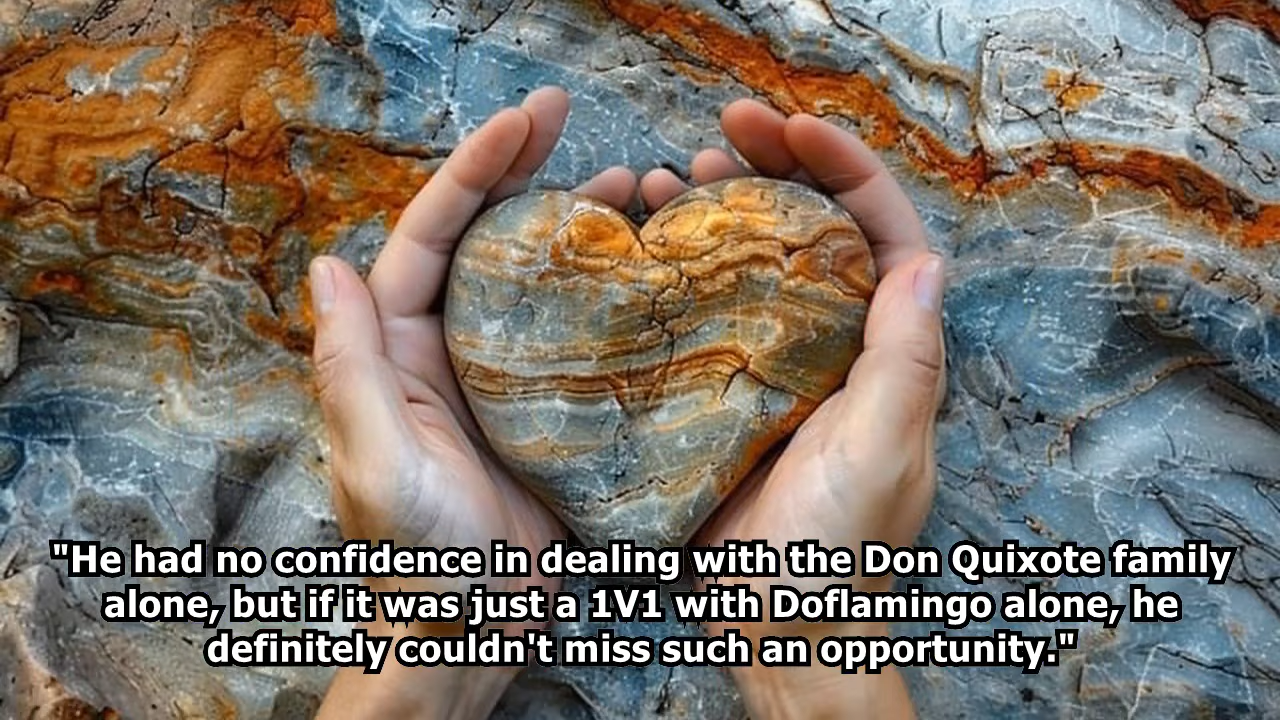 "He had no confidence in dealing with the Don Quixote family
alone, but if it was just a 1V1 with Doflamingo alone, he
definitely couldn't miss such an opportunity."